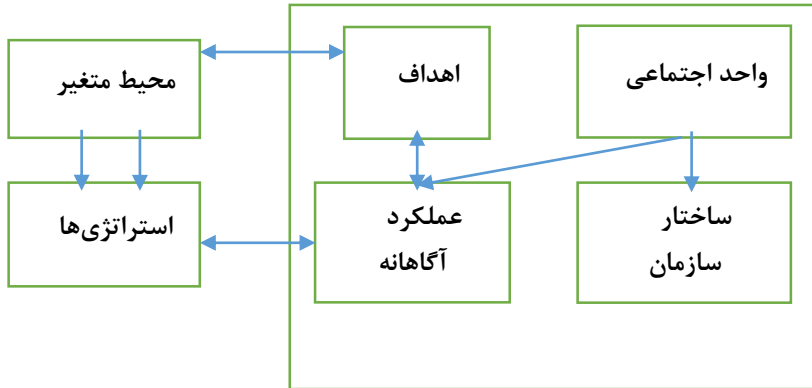 واحد اجتماعی
اهداف
محیط متغیر
ساختار
سازمان
عملکرد
آگاهانه
استراتژی‌ها